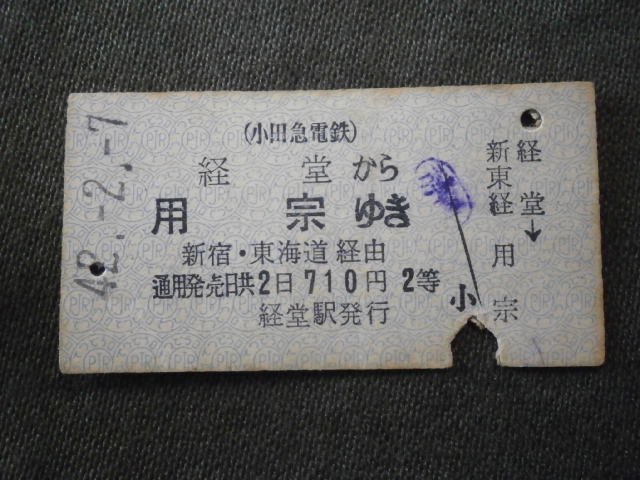 42.-2.-7
(小田急電鉄)
経堂から
用宗ゆき
新宿・東海道経由
通用発売日共2日710円 2等
経堂駅発行
小
経堂→用宗
新東経